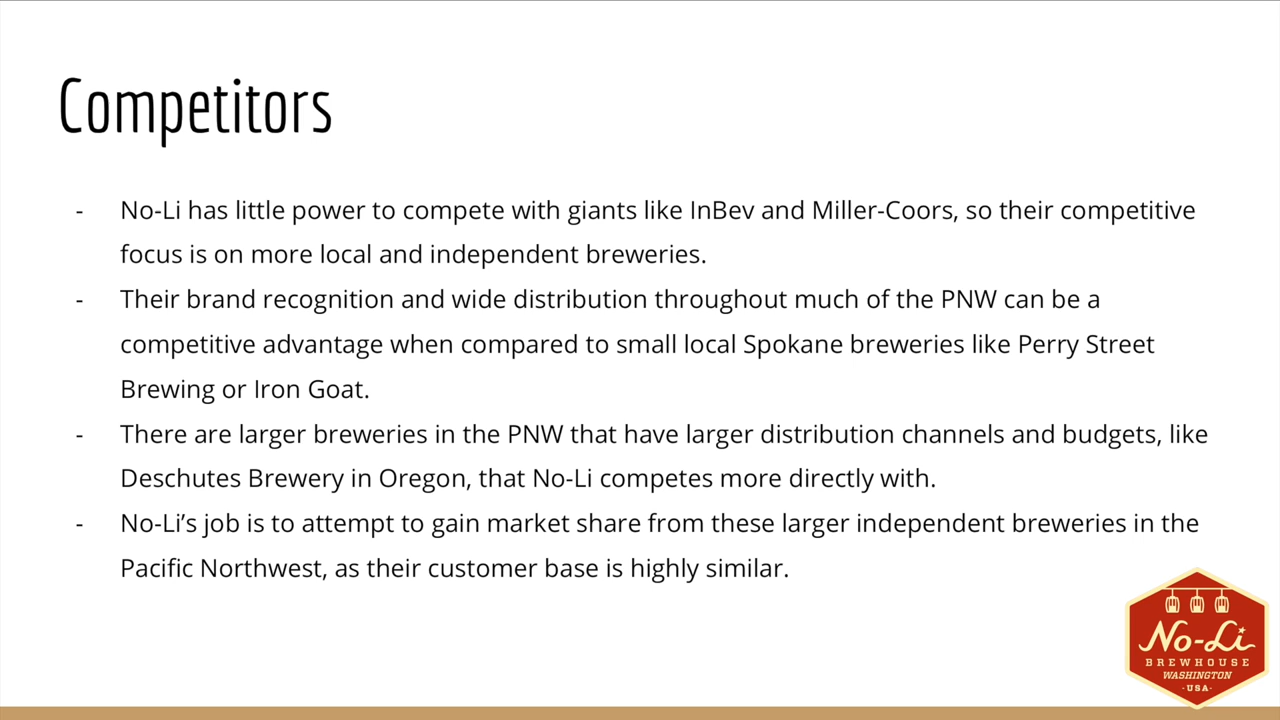 Competitors
- No-Li has little power to compete with giants like InBev and Miller-Coors, so their competitive
focus is on more local and independent breweries.
- Their brand recognition and wide distribution throughout much of the PNW can be a
competitive advantage when compared to small local Spokane breweries like Perry Street
Brewing or Iron Goat.
- There are larger breweries in the PNW that have larger distribution channels and budgets, like
Deschutes Brewery in Oregon, that No-Li competes more directly with.
- No-Li’s job is to attempt to gain market share from these larger independent breweries in the
Pacific Northwest, as their customer base is highly similar.
No-Li
BREWHOUSE
WASHINGTON
-USA-